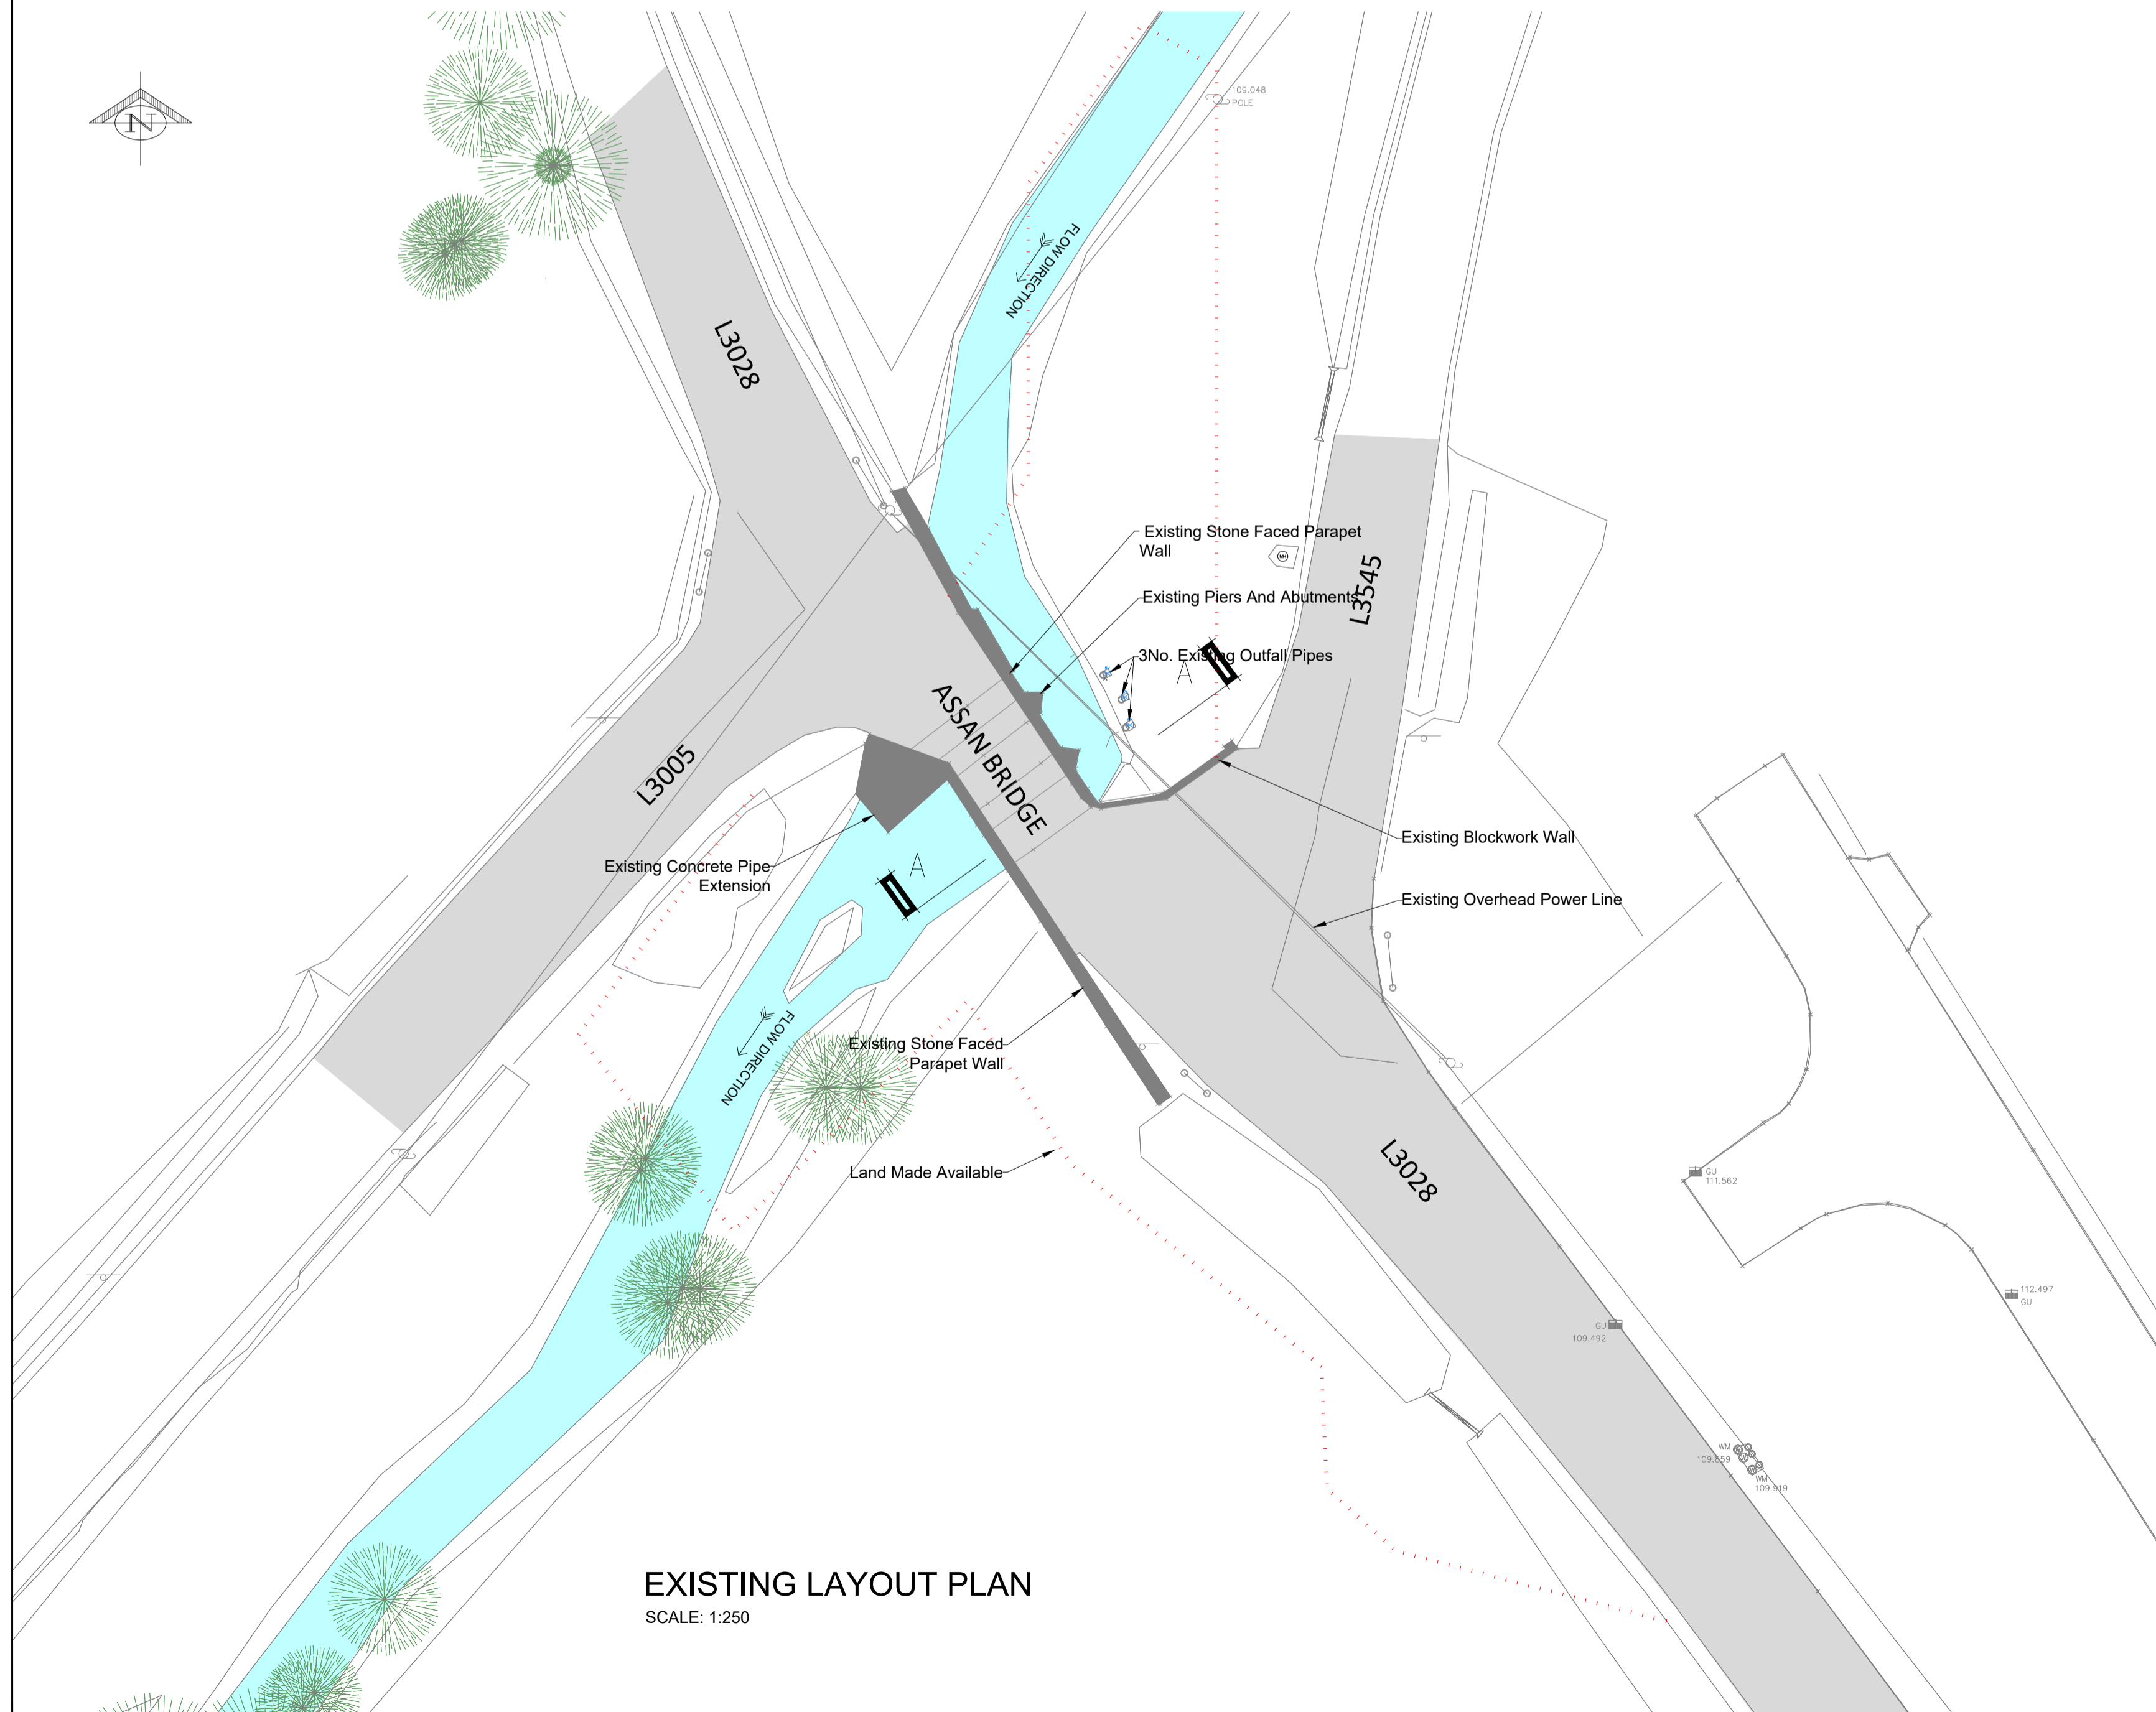 N
109.048
POLE
FLOW DIRECTION
L3028
Existing Stone Faced Parapet
Wall
L3545
Existing Piers And Abutments
3No. Existing Outfall Pipes
A
ASSAN BRIDGE
L3005
Existing Blockwork Wall
Existing Concrete Pipe
Extension
A
Existing Overhead Power Line
FLOW DIRECTION
Existing Stone Faced
Parapet Wall
Land Made Available
L3028
GU
111.562
112.497
GU
GU
109.492
WM
109.859
WM
109.919
EXISTING LAYOUT PLAN
SCALE: 1:250